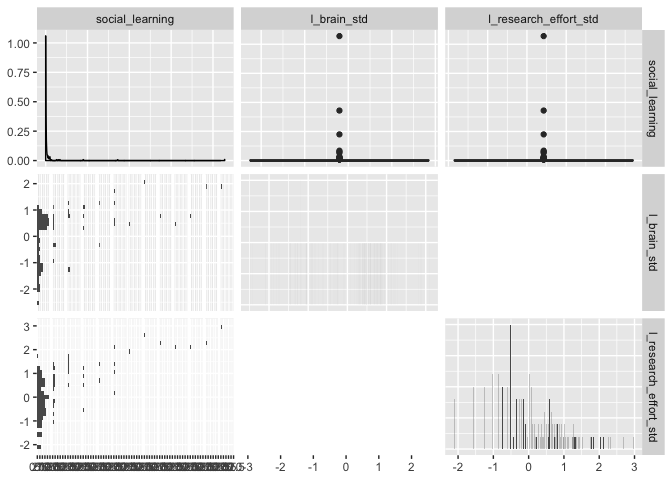 social_learning
l_brain_std
l_research_effort_std
1.00
0.75
0.50
0.25
0.00
social_learning
2
1
0
-1
-2
l_brain_std
3
2
1
0
-1
-2
l_research_effort_std
-3 -2 -1 0 1 2
-2 -1 0 1 2 3